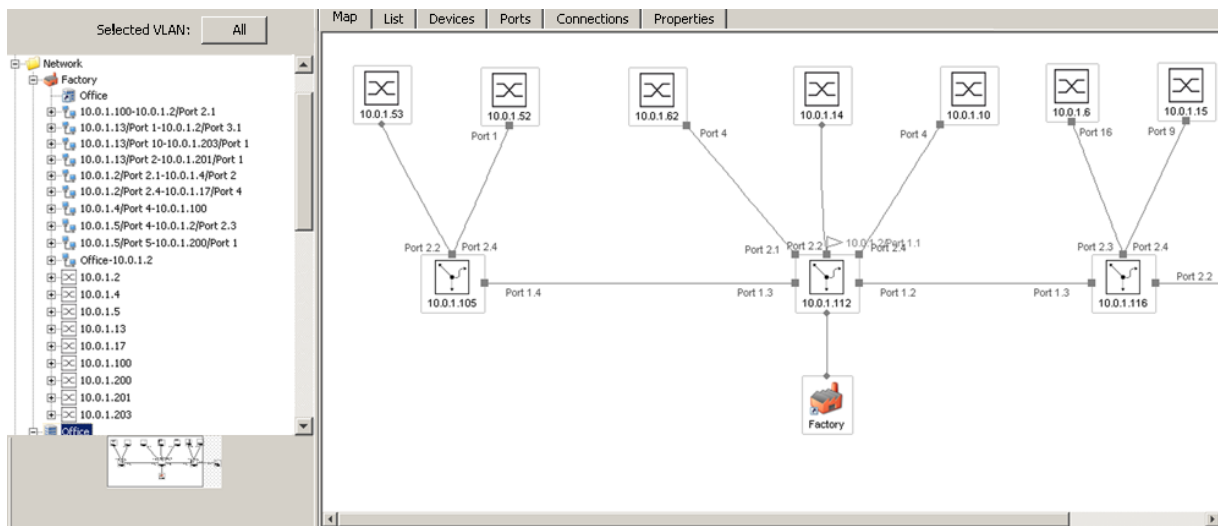 Selected VLAN: All
Map List Devices Ports Connections Properties
Network
Factory
Office
10.0.1.100-10.0.1.2/Port 2.1
10.0.1.13/Port 1-10.0.1.2/Port 3.1
10.0.1.13/Port 10-10.0.1.203/Port 1
10.0.1.13/Port 2-10.0.1.201/Port 1
10.0.1.2/Port 2.1-10.0.1.4/Port 2
10.0.1.2/Port 2.4-10.0.1.17/Port 4
10.0.1.4/Port 4-10.0.1.100
10.0.1.5/Port 4-10.0.1.2/Port 2.3
10.0.1.5/Port 5-10.0.1.200/Port 1
Office-10.0.1.2
10.0.1.2
10.0.1.4
10.0.1.5
10.0.1.13
10.0.1.17
10.0.1.100
10.0.1.200
10.0.1.201
10.0.1.203
Office
10.0.1.53 10.0.1.52 10.0.1.62 10.0.1.14 10.0.1.10 10.0.1.6 10.0.1.15
Port 1 Port 4 Port 4 Port 16 Port 9
Port 2.2 Port 2.4 Port 2.1 Port 2.2 10.0.1.2/Port 1.1 Port 2.4 Port 2.3 Port 2.4
Port 2.2
Port 1.4 Port 1.3 Port 1.2 Port 1.3
10.0.1.105 10.0.1.112 10.0.1.116
Factory